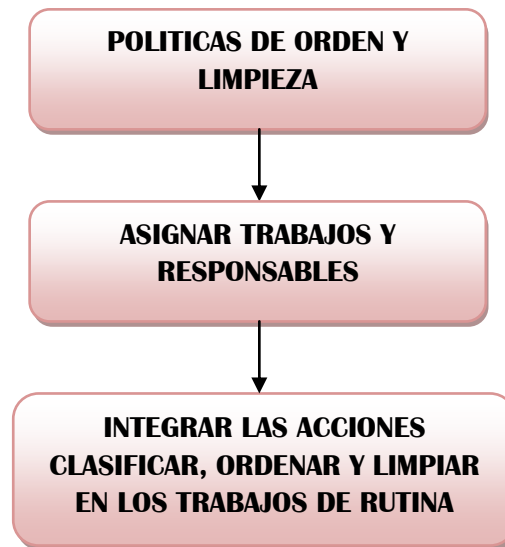 POLITICAS DE ORDEN Y
LIMPIEZA
ASIGNAR TRABAJOS Y
RESPONSABLES
INTEGRAR LAS ACCIONES
CLASIFICAR, ORDENAR Y LIMPIAR
EN LOS TRABAJOS DE RUTINA